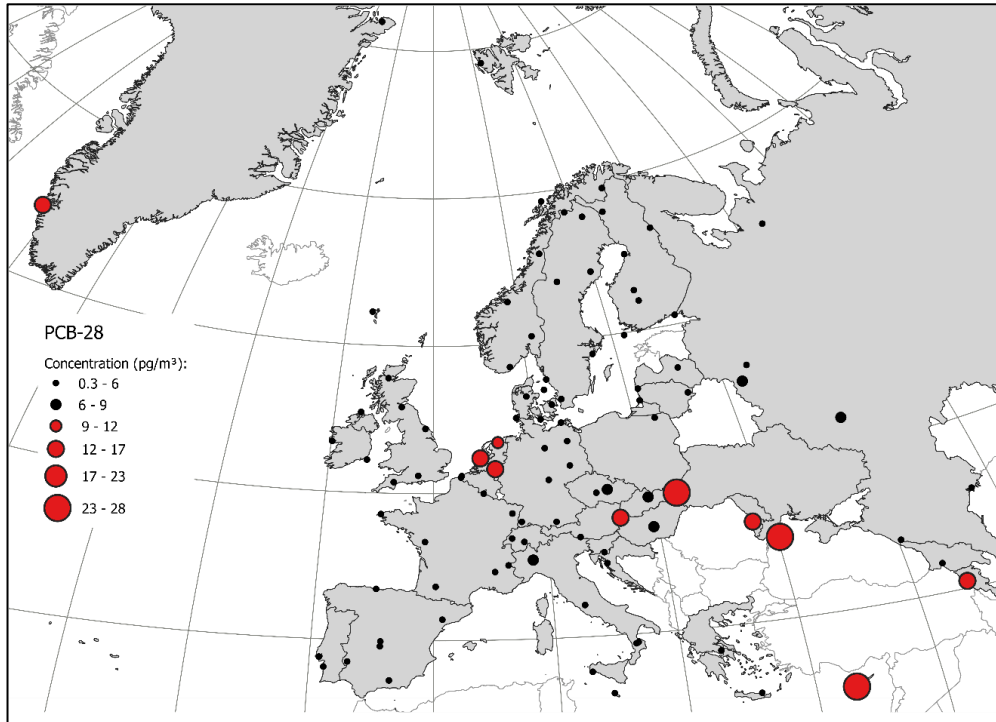 PCB-28
Concentration (pg/m³):
0.3 - 6
6 - 9
9 - 12
12 - 17
17 - 23
23 - 28